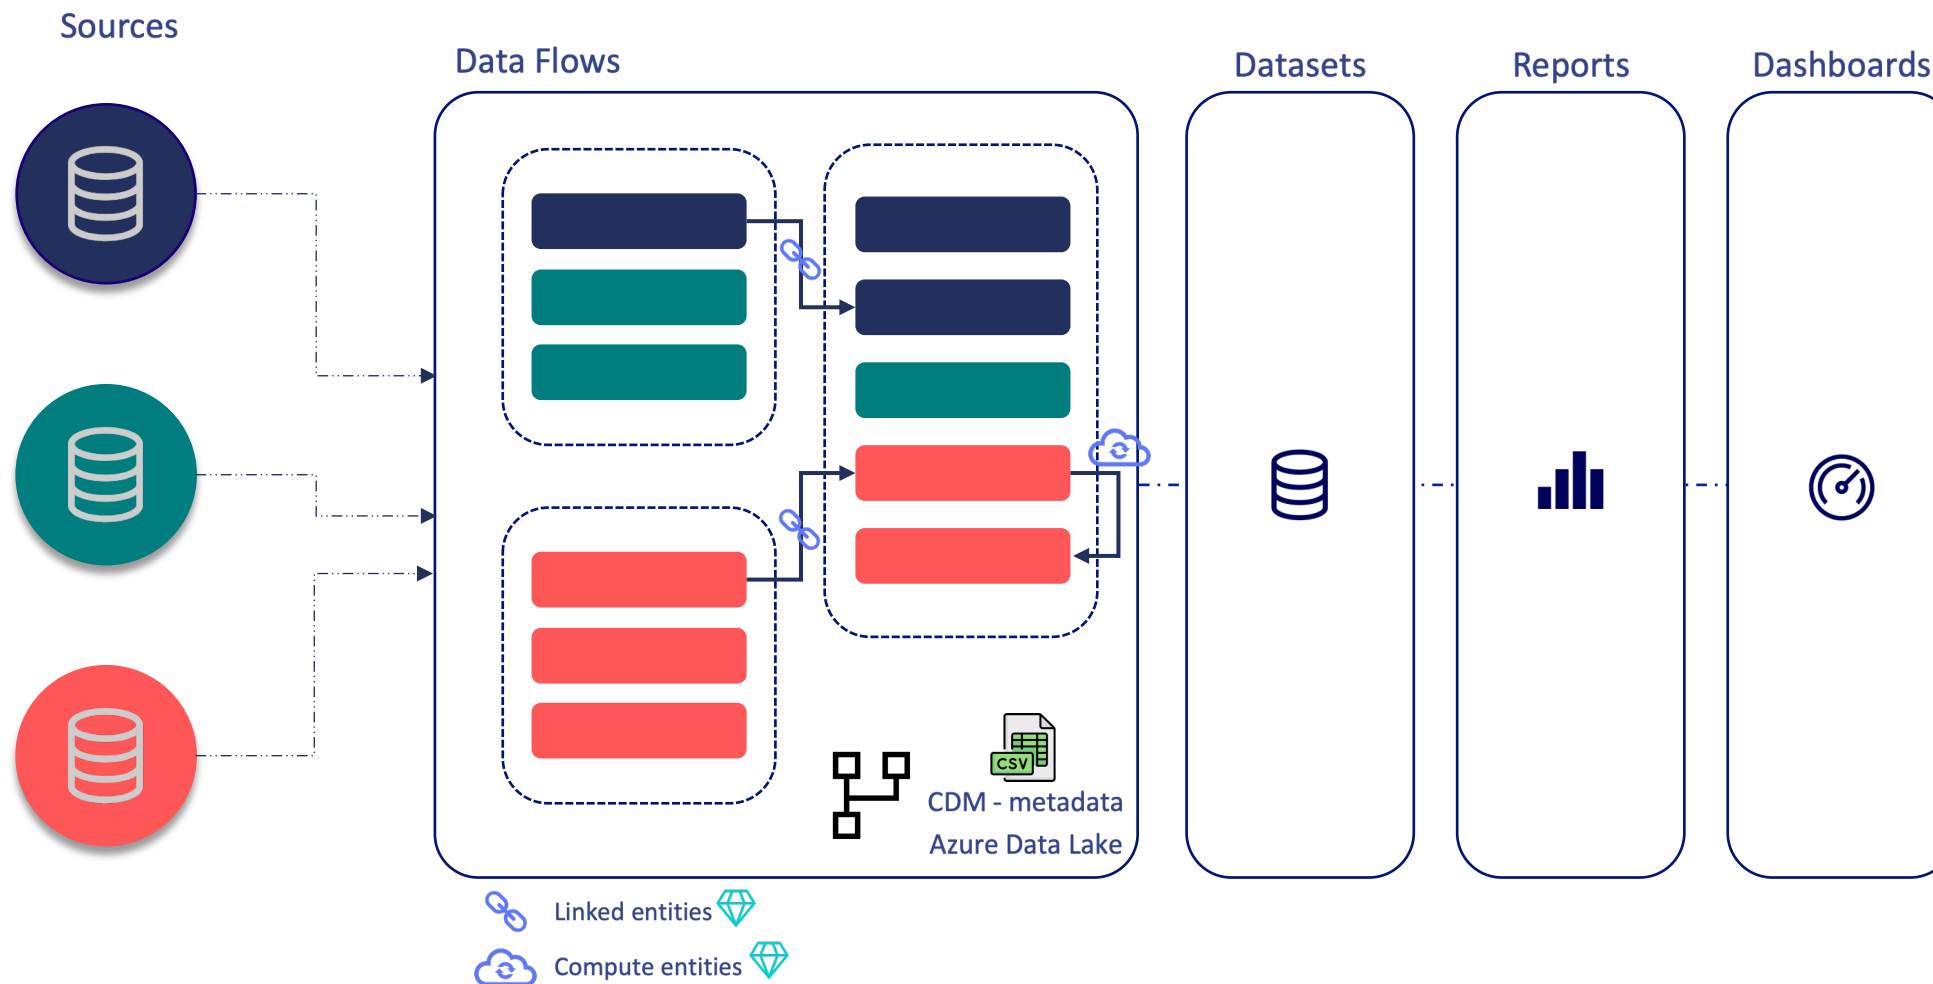 Sources
Data Flows
Datasets
Reports
Dashboards
CSV
CDM - metadata
Azure Data Lake
Linked entities
Compute entities